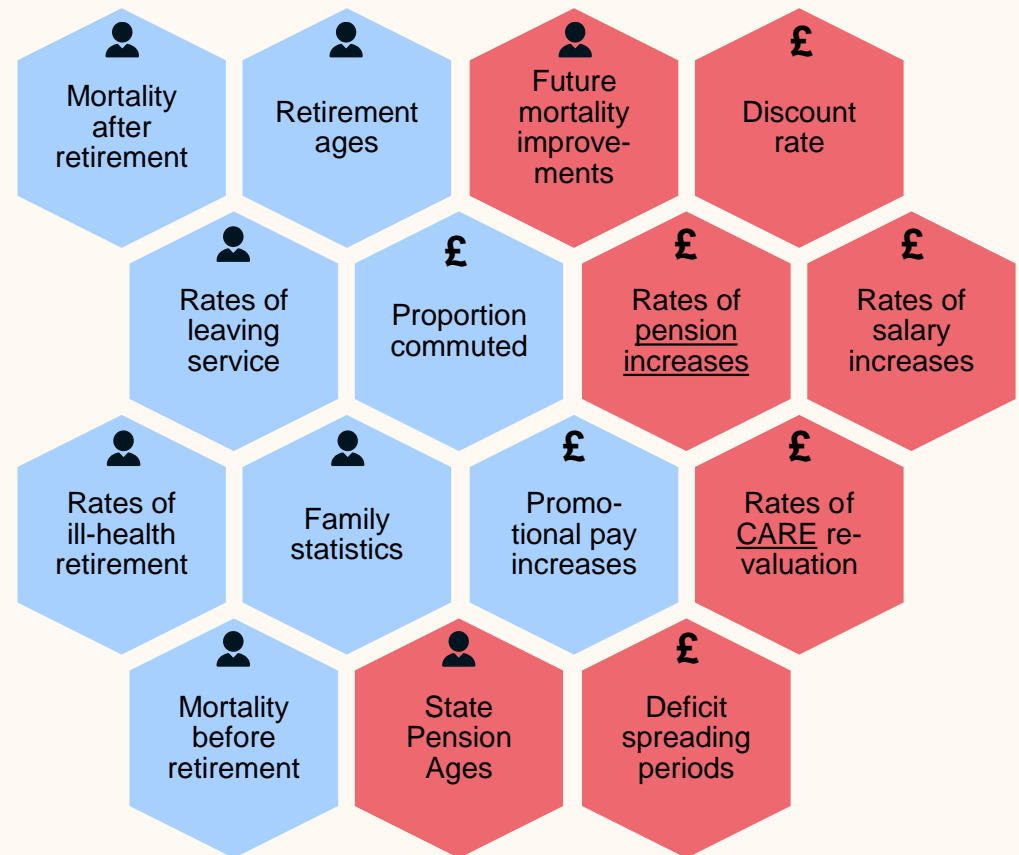 Mortality
after
retirement
Retirement
ages
Future
mortality
improve-
ments
£
Discount
rate
Rates of
leaving
service
£
Proportion
commuted
£
Rates of
pension
increases
£
Rates of
salary
increases
Rates of
ill-health
retirement
Family
statistics
£
Promo-
tional pay
increases
£
Rates of
CARE re-
valuation
Mortality
before
retirement
State
Pension
Ages
£
Deficit
spreading
periods